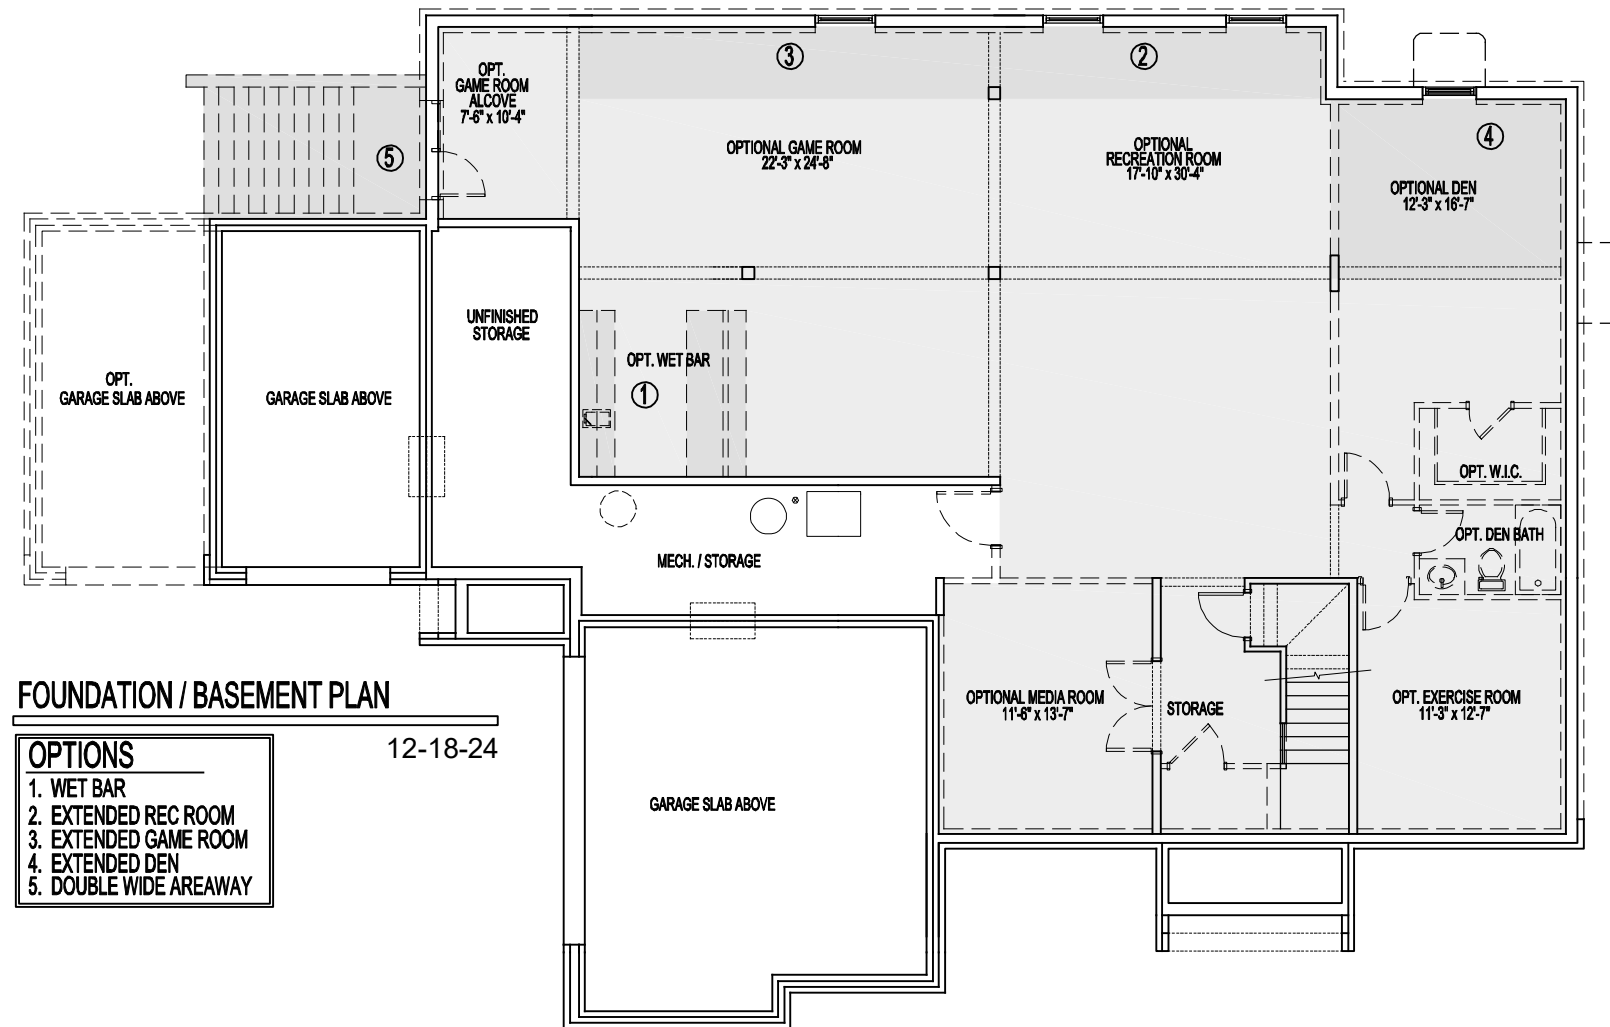 OPT.
GAME ROOM
ALCOVE
7'-6" x 10'-4"
3
2
5
4
OPTIONAL GAME ROOM
22'-3" x 24'-8"
OPTIONAL
RECREATION ROOM
17'-10" x 30'-4"
OPTIONAL DEN
12'-3" x 16'-7"
UNFINISHED
STORAGE
OPT. WET BAR
1
OPT.
GARAGE SLAB ABOVE
GARAGE SLAB ABOVE
OPT. W.I.C.
OPT. DEN BATH
MECH. / STORAGE
OPTIONAL MEDIA ROOM
11'-6" x 13'-7"
STORAGE
OPT. EXERCISE ROOM
11'-3" x 12'-7"
GARAGE SLAB ABOVE
FOUNDATION / BASEMENT PLAN
12-18-24
OPTIONS
1. WET BAR
2. EXTENDED REC ROOM
3. EXTENDED GAME ROOM
4. EXTENDED DEN
5. DOUBLE WIDE AREAWAY